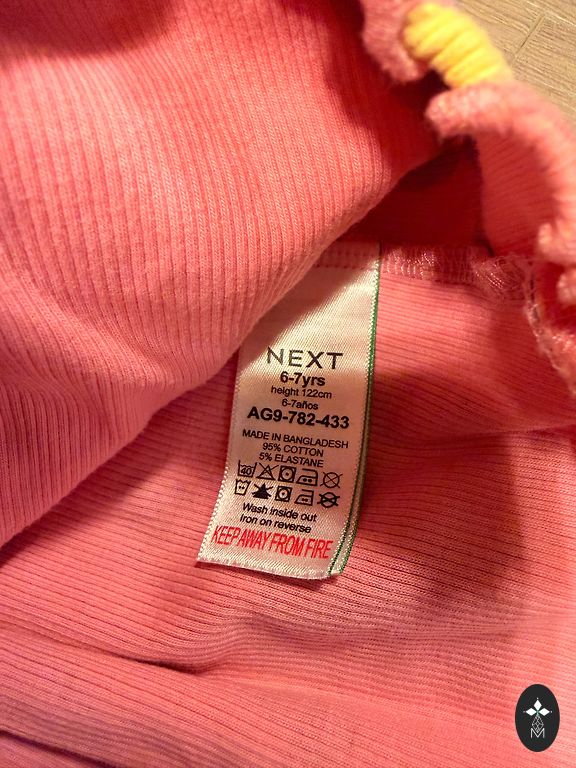 NEXT
6-7yrs
height 122cm
6-7años
AG9-782-433
MADE IN BANGLADESH
95% COTTON
5% ELASTANE
40
Wash inside out
Iron on reverse
KEEP AWAY FROM FIRE
M